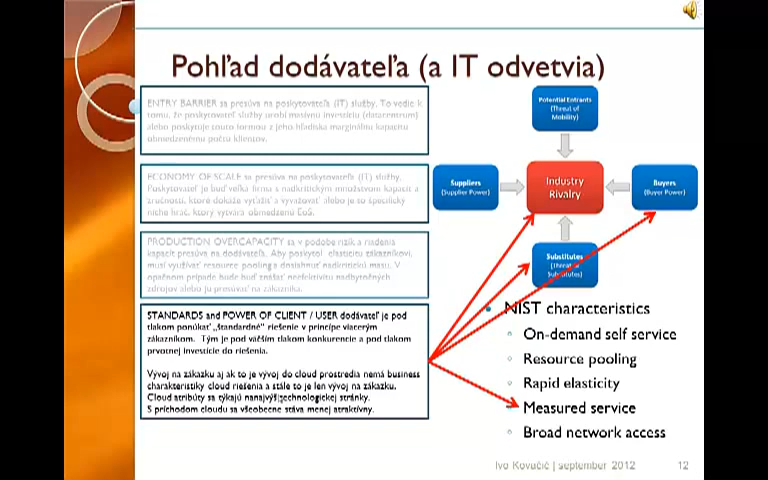 Pohľad dodávateľa (a IT odvetvia)
ENTRY BARRIER sa presúva na poskytovateľa (IT) služby. To vedie k
tomu, že poskytovateľ služby urobí masívnu investíciu (datacentrum)
alebo poskytuje touto formou z jeho hľadiska marginálnu kapacitu
obmedzenému počtu klientov.
ECONOMY OF SCALE sa presúva na poskytovateľa (IT) služby.
Poskytovateľ je buď veľká firma s nadkritickým množstvom kapacít a
zručností, ktoré dokáže vyťažiť a vyvažovať alebo je to špecifický
niche hráč, ktorý vytvára obmedzenú EoS.
PRODUCTION OVERCAPACITY sa v podobe rizík a riadenia
kapacít presúva na dodávateľa. Aby poskytol elasticitu zákazníkovi,
musí využívať resource pooling a dosiahnuť nadkritickú masu. V
opačnom prípade bude buď znášať neefektivitu nadbytočných
zdrojov alebo ju presúvať na zákazníka.
STANDARDS and POWER OF CLIENT / USER dodávateľ je pod
tlakom ponúkať „štandardné" riešenie v princípe viacerým
zákazníkom. Tým je pod väčším tlakom konkurencie a pod tlakom
prvotnej investície do riešenia.
Vývoj na zákazku aj ak to je vývoj do cloud prostredia nemá business
charakteristiky cloud riešenia a stále to je len vývoj na zákazku.
Cloud atribúty sa týkajú nanajvýš technologickej stránky.
S príchodom cloudu sa všeobecne stáva menej atraktívny.
Potential Entrants
(Threat of
Mobility)
Suppliers
(Supplier Power)
Industry
Rivalry
Buyers
(Buyer Power)
Substitutes
(Threat of
Substitutes)
• NIST characteristics
◦ On-demand self service
◦ Resource pooling
◦ Rapid elasticity
◦ Measured service
◦ Broad network access
Ivo Kovačič | september 2012
12